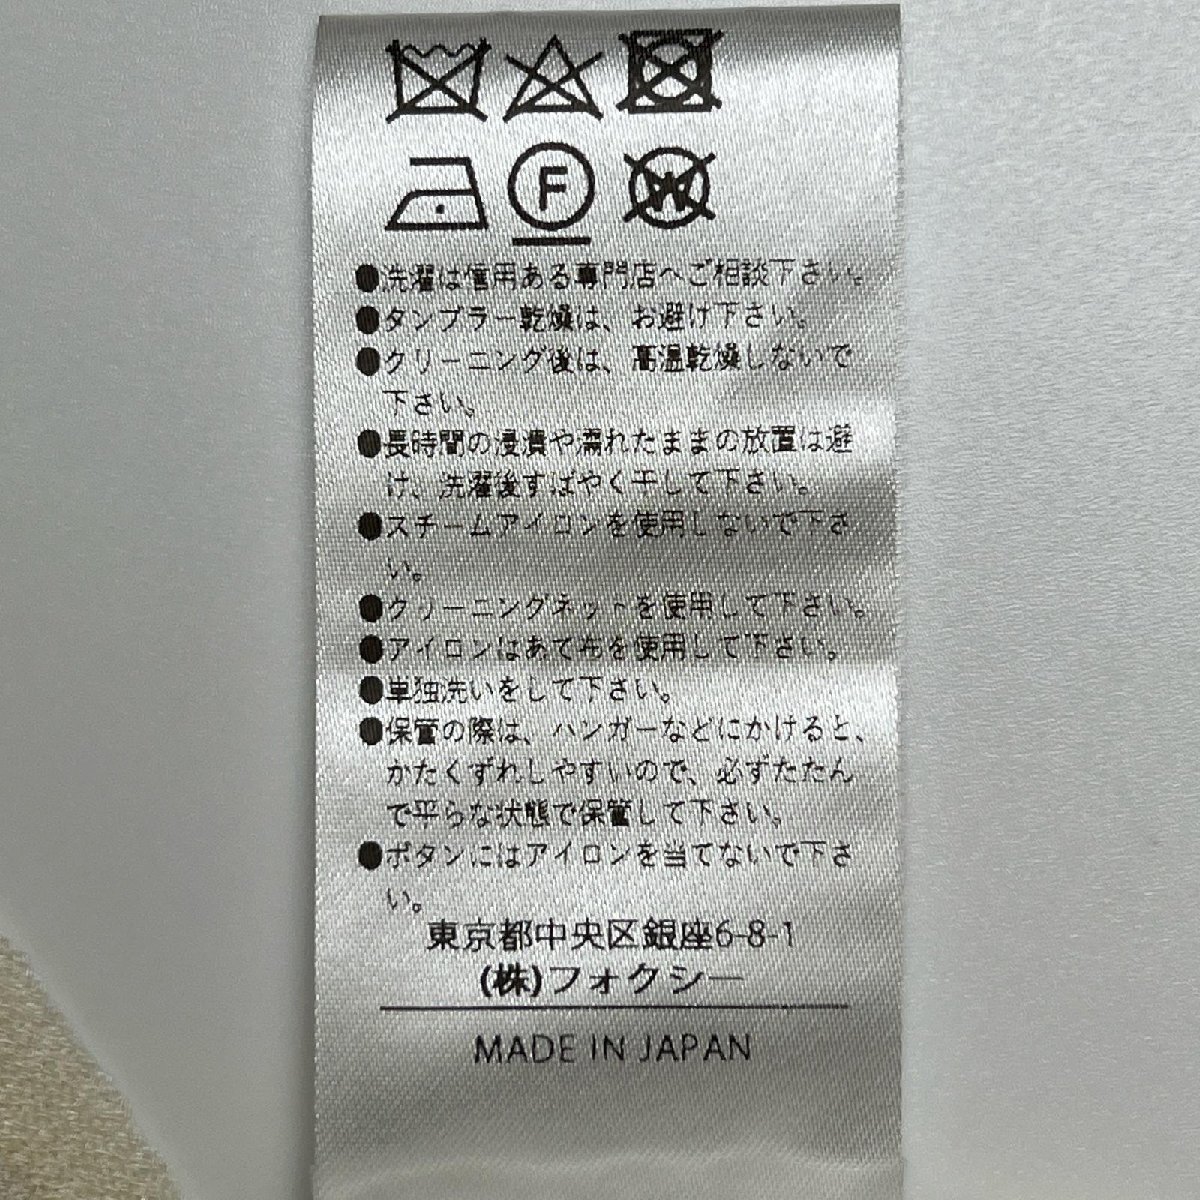 F
W
●洗濯は信用ある専門店へご相談下さい。
●タンブラー乾燥は、お避け下さい。
●クリーニング後は、高温乾燥しないで
下さい。
●長時間の浸漬や濡れたままの放置は避
け、洗濯後すばやく干して下さい。
●スチームアイロンを使用しないで下さ
い。
●クリーニングネットを使用して下さい。
●アイロンはあて布を使用して下さい。
●単独洗いをして下さい。
●保管の際は、ハンガーなどにかけると、
かたくずれしやすいので、必ずたたん
で平らな状態で保管して下さい。
●ボタンにはアイロンを当てないで下さ
い。
東京都中央区銀座6-8-1
(株)フォクシー
MADE IN JAPAN